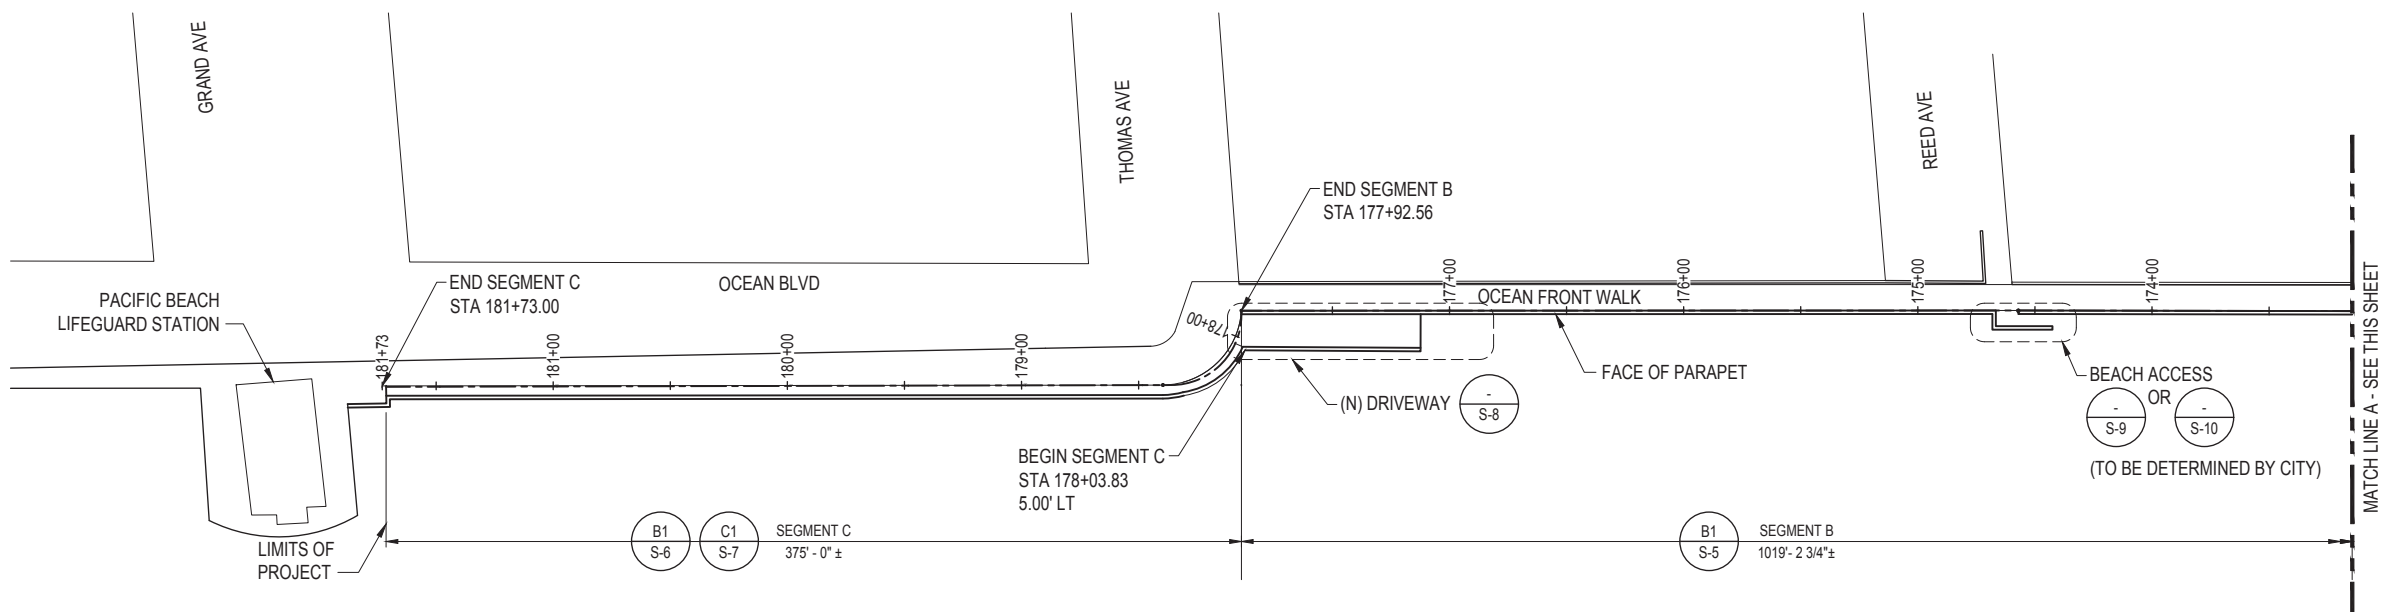 GRAND AVE
THOMAS AVE
REED AVE
END SEGMENT B
STA 177+92.56
END SEGMENT C
STA 181+73.00
OCEAN BLVD
PACIFIC BEACH
LIFEGUARD STATION
181+73
181+00
180+00
179+00
178+00
177+00
176+00
175+00
174+00
OCEAN FRONT WALK
FACE OF PARAPET
(N) DRIVEWAY
-
S-8
BEACH ACCESS
OR
-
S-9
-
S-10
(TO BE DETERMINED BY CITY)
MATCH LINE A - SEE THIS SHEET
BEGIN SEGMENT C
STA 178+03.83
5.00' LT
LIMITS OF
PROJECT
B1
S-6
C1
S-7
SEGMENT C
375' - 0" ±
B1
S-5
SEGMENT B
1019'- 2 3/4"±